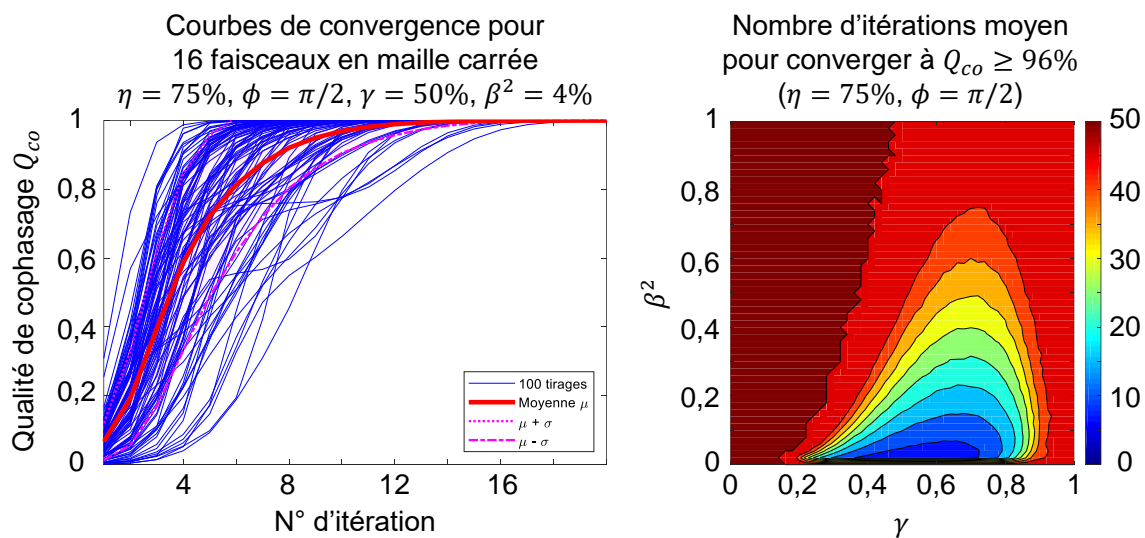 Courbes de convergence pour
16 faisceaux en maille carrée
η = 75%, ϕ = π/2, γ = 50%, β² = 4%
Qualité de cophasage Q_co
1
0,8
0,6
0,4
0,2
0
4
8
12
16
N° d'itération
100 tirages
Moyenne μ
μ + σ
μ - σ
Nombre d'itérations moyen
pour converger à Q_co ≥ 96%
(η = 75%, ϕ = π/2)
β²
1
0,8
0,6
0,4
0,2
0
0
0,2
0,4
0,6
0,8
1
γ
50
40
30
20
10
0